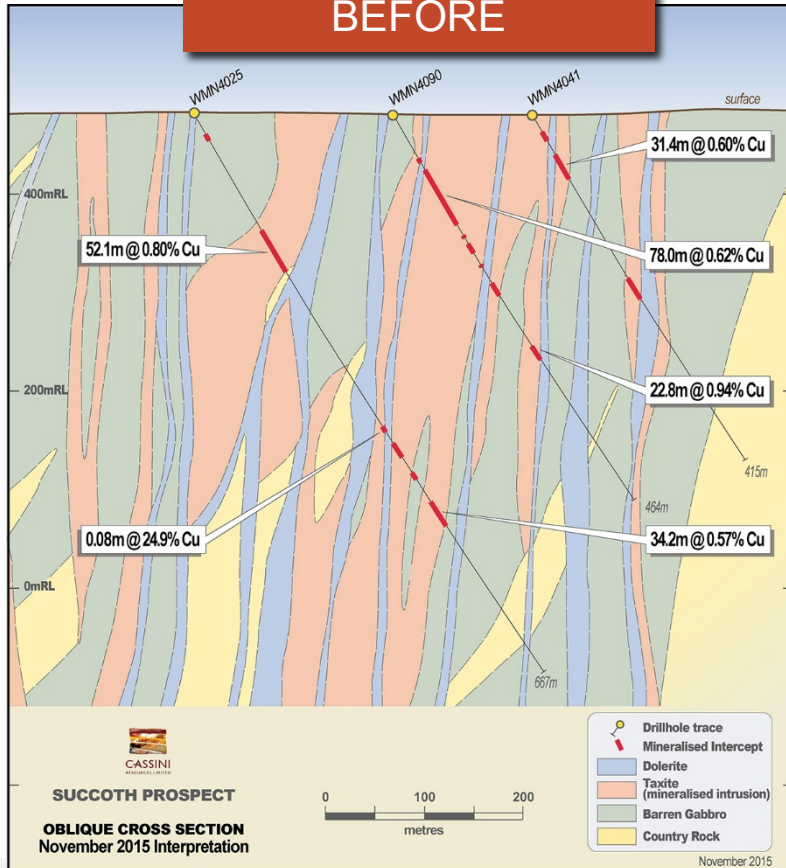 BEFORE
WMN4025
WMN4090
WMN4041
surface
31.4m @ 0.60% Cu
400mRL
52.1m @ 0.80% Cu
78.0m @ 0.62% Cu
200mRL
22.8m @ 0.94% Cu
415m
464m
0.08m @ 24.9% Cu
34.2m @ 0.57% Cu
0mRL
667m
CASSINI
RESOURCES LIMITED
SUCCOTH PROSPECT
OBLIQUE CROSS SECTION
November 2015 Interpretation
0 100 200
metres
Drillhole trace
Mineralised Intercept
Dolerite
Taxite
(mineralised intrusion)
Barren Gabbro
Country Rock
November 2015